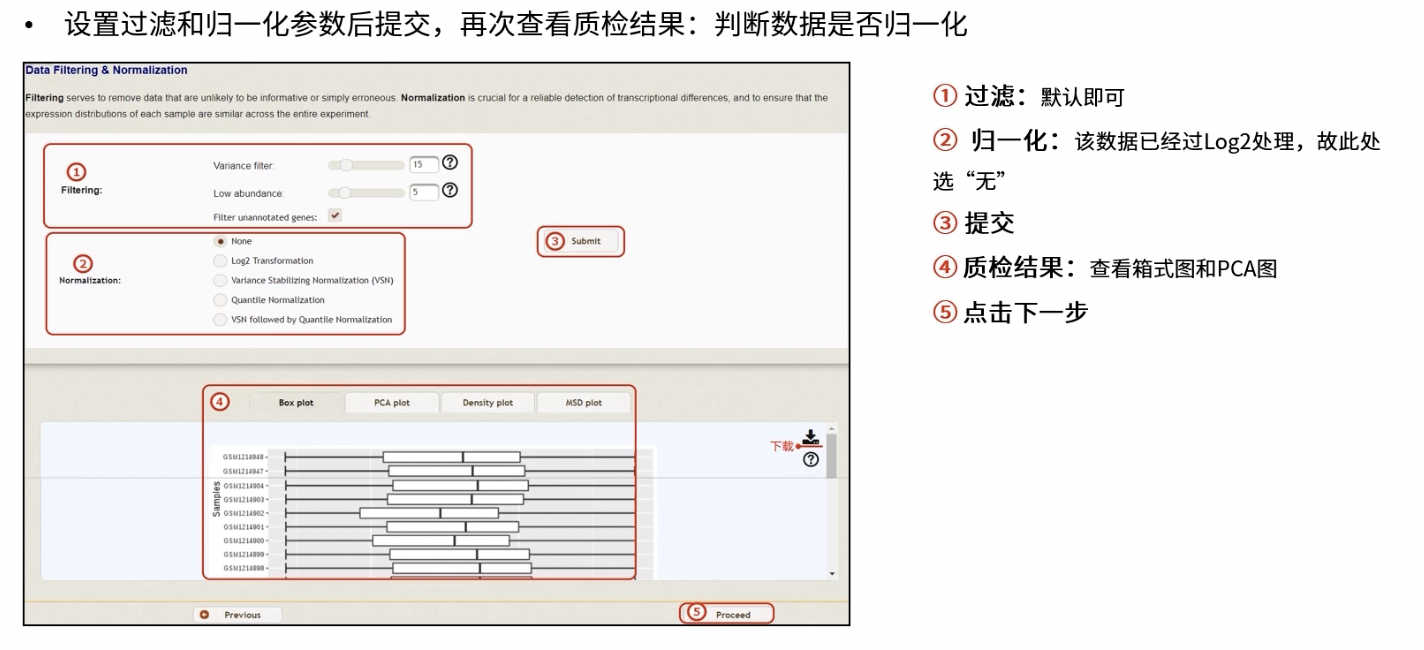 • 设置过滤和归一化参数后提交，再次查看质检结果：判断数据是否归一化
Data Filtering & Normalization
Filtering serves to remove data that are unlikely to be informative or simply erroneous. Normalization is crucial for a reliable detection of transcriptional differences, and to ensure that the
expression distributions of each sample are similar across the entire experiment.
①
Filtering:
Variance filter: 15 ?
Low abundance: 5 ?
Filter unannotated genes:
②
Normalization:
None
Log2 Transformation
Variance Stabilizing Normalization (VSN)
Quantile Normalization
VSN followed by Quantile Normalization
③ Submit
④ Box plot PCA plot Density plot MSD plot
下载
?
Samples
GSM1214948
GSM1214947
GSM1214904
GSM1214903
GSM1214902
GSM1214901
GSM1214900
GSM1214899
GSM1214898
Previous
⑤ Proceed
① 过滤：默认即可
② 归一化：该数据已经过Log2处理，故此处
选“无”
③ 提交
④ 质检结果：查看箱式图和PCA图
⑤ 点击下一步